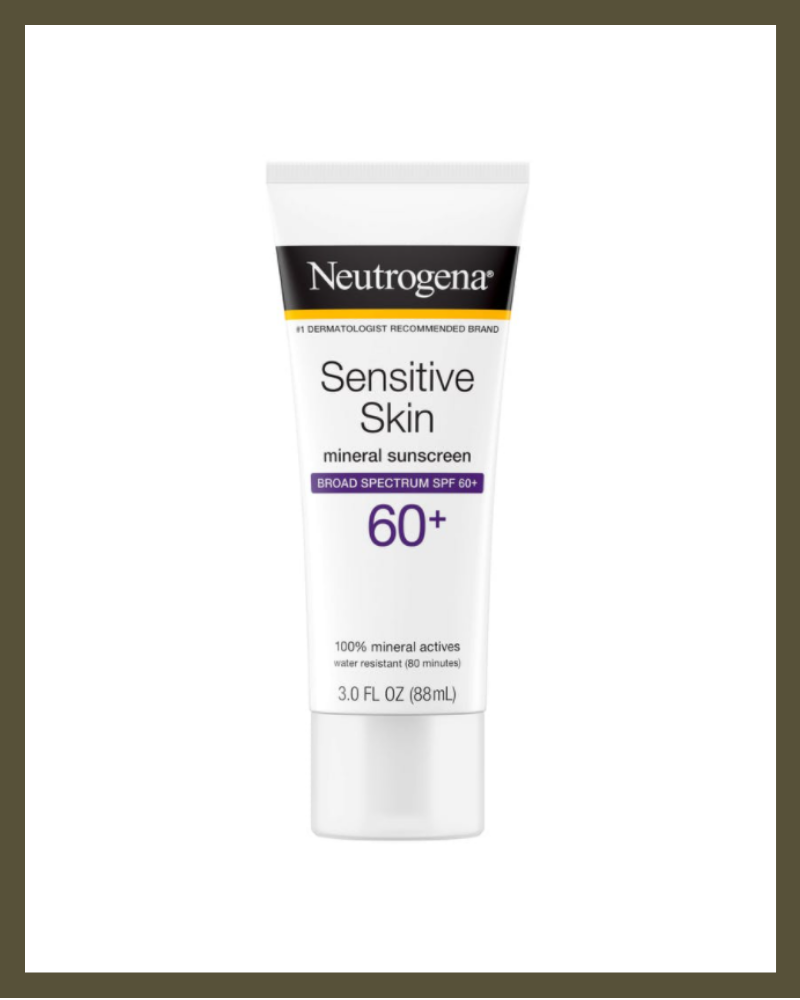 Neutrogena®
#1 DERMATOLOGIST RECOMMENDED BRAND
Sensitive
Skin
mineral sunscreen
BROAD SPECTRUM SPF 60+
60+
100% mineral actives
water resistant (80 minutes)
3.0 FL OZ (88mL)